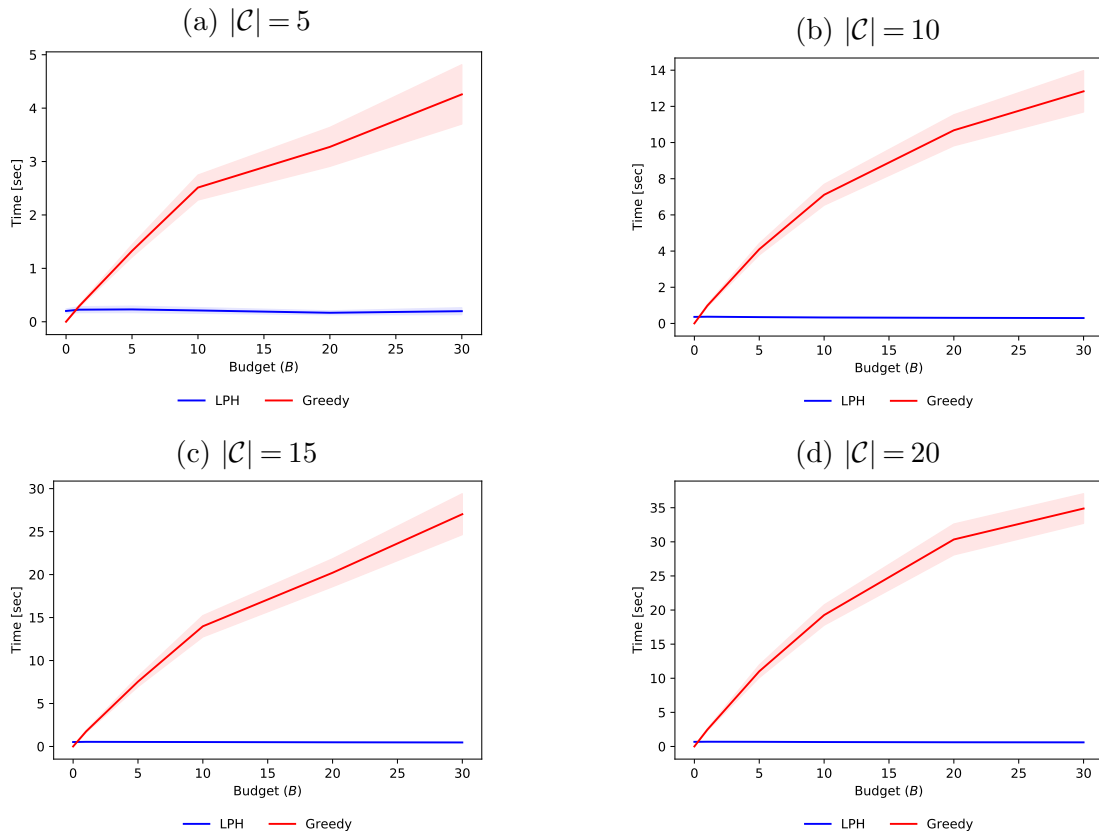 (a) |𝒞| = 5
5
4
3
2
1
0
Time [sec]
0 5 10 15 20 25 30
Budget (B)
LPH Greedy
(b) |𝒞| = 10
14
12
10
8
6
4
2
0
Time [sec]
0 5 10 15 20 25 30
Budget (B)
LPH Greedy
(c) |𝒞| = 15
30
25
20
15
10
5
0
Time [sec]
0 5 10 15 20 25 30
Budget (B)
LPH Greedy
(d) |𝒞| = 20
35
30
25
20
15
10
5
0
Time [sec]
0 5 10 15 20 25 30
Budget (B)
LPH Greedy